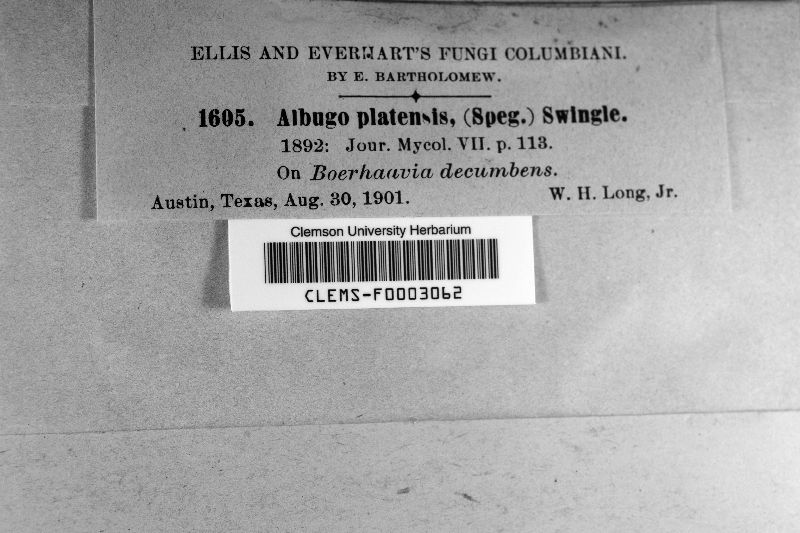 ELLIS AND EVERHART'S FUNGI COLUMBIANI.
BY E. BARTHOLOMEW.
1605. Albugo platensis, (Speg.) Swingle.
1892: Jour. Mycol. VII. p. 113.
On Boerhaavia decumbens.
Austin, Texas, Aug. 30, 1901. W. H. Long, Jr.
Clemson University Herbarium
CLEMS-F0003062